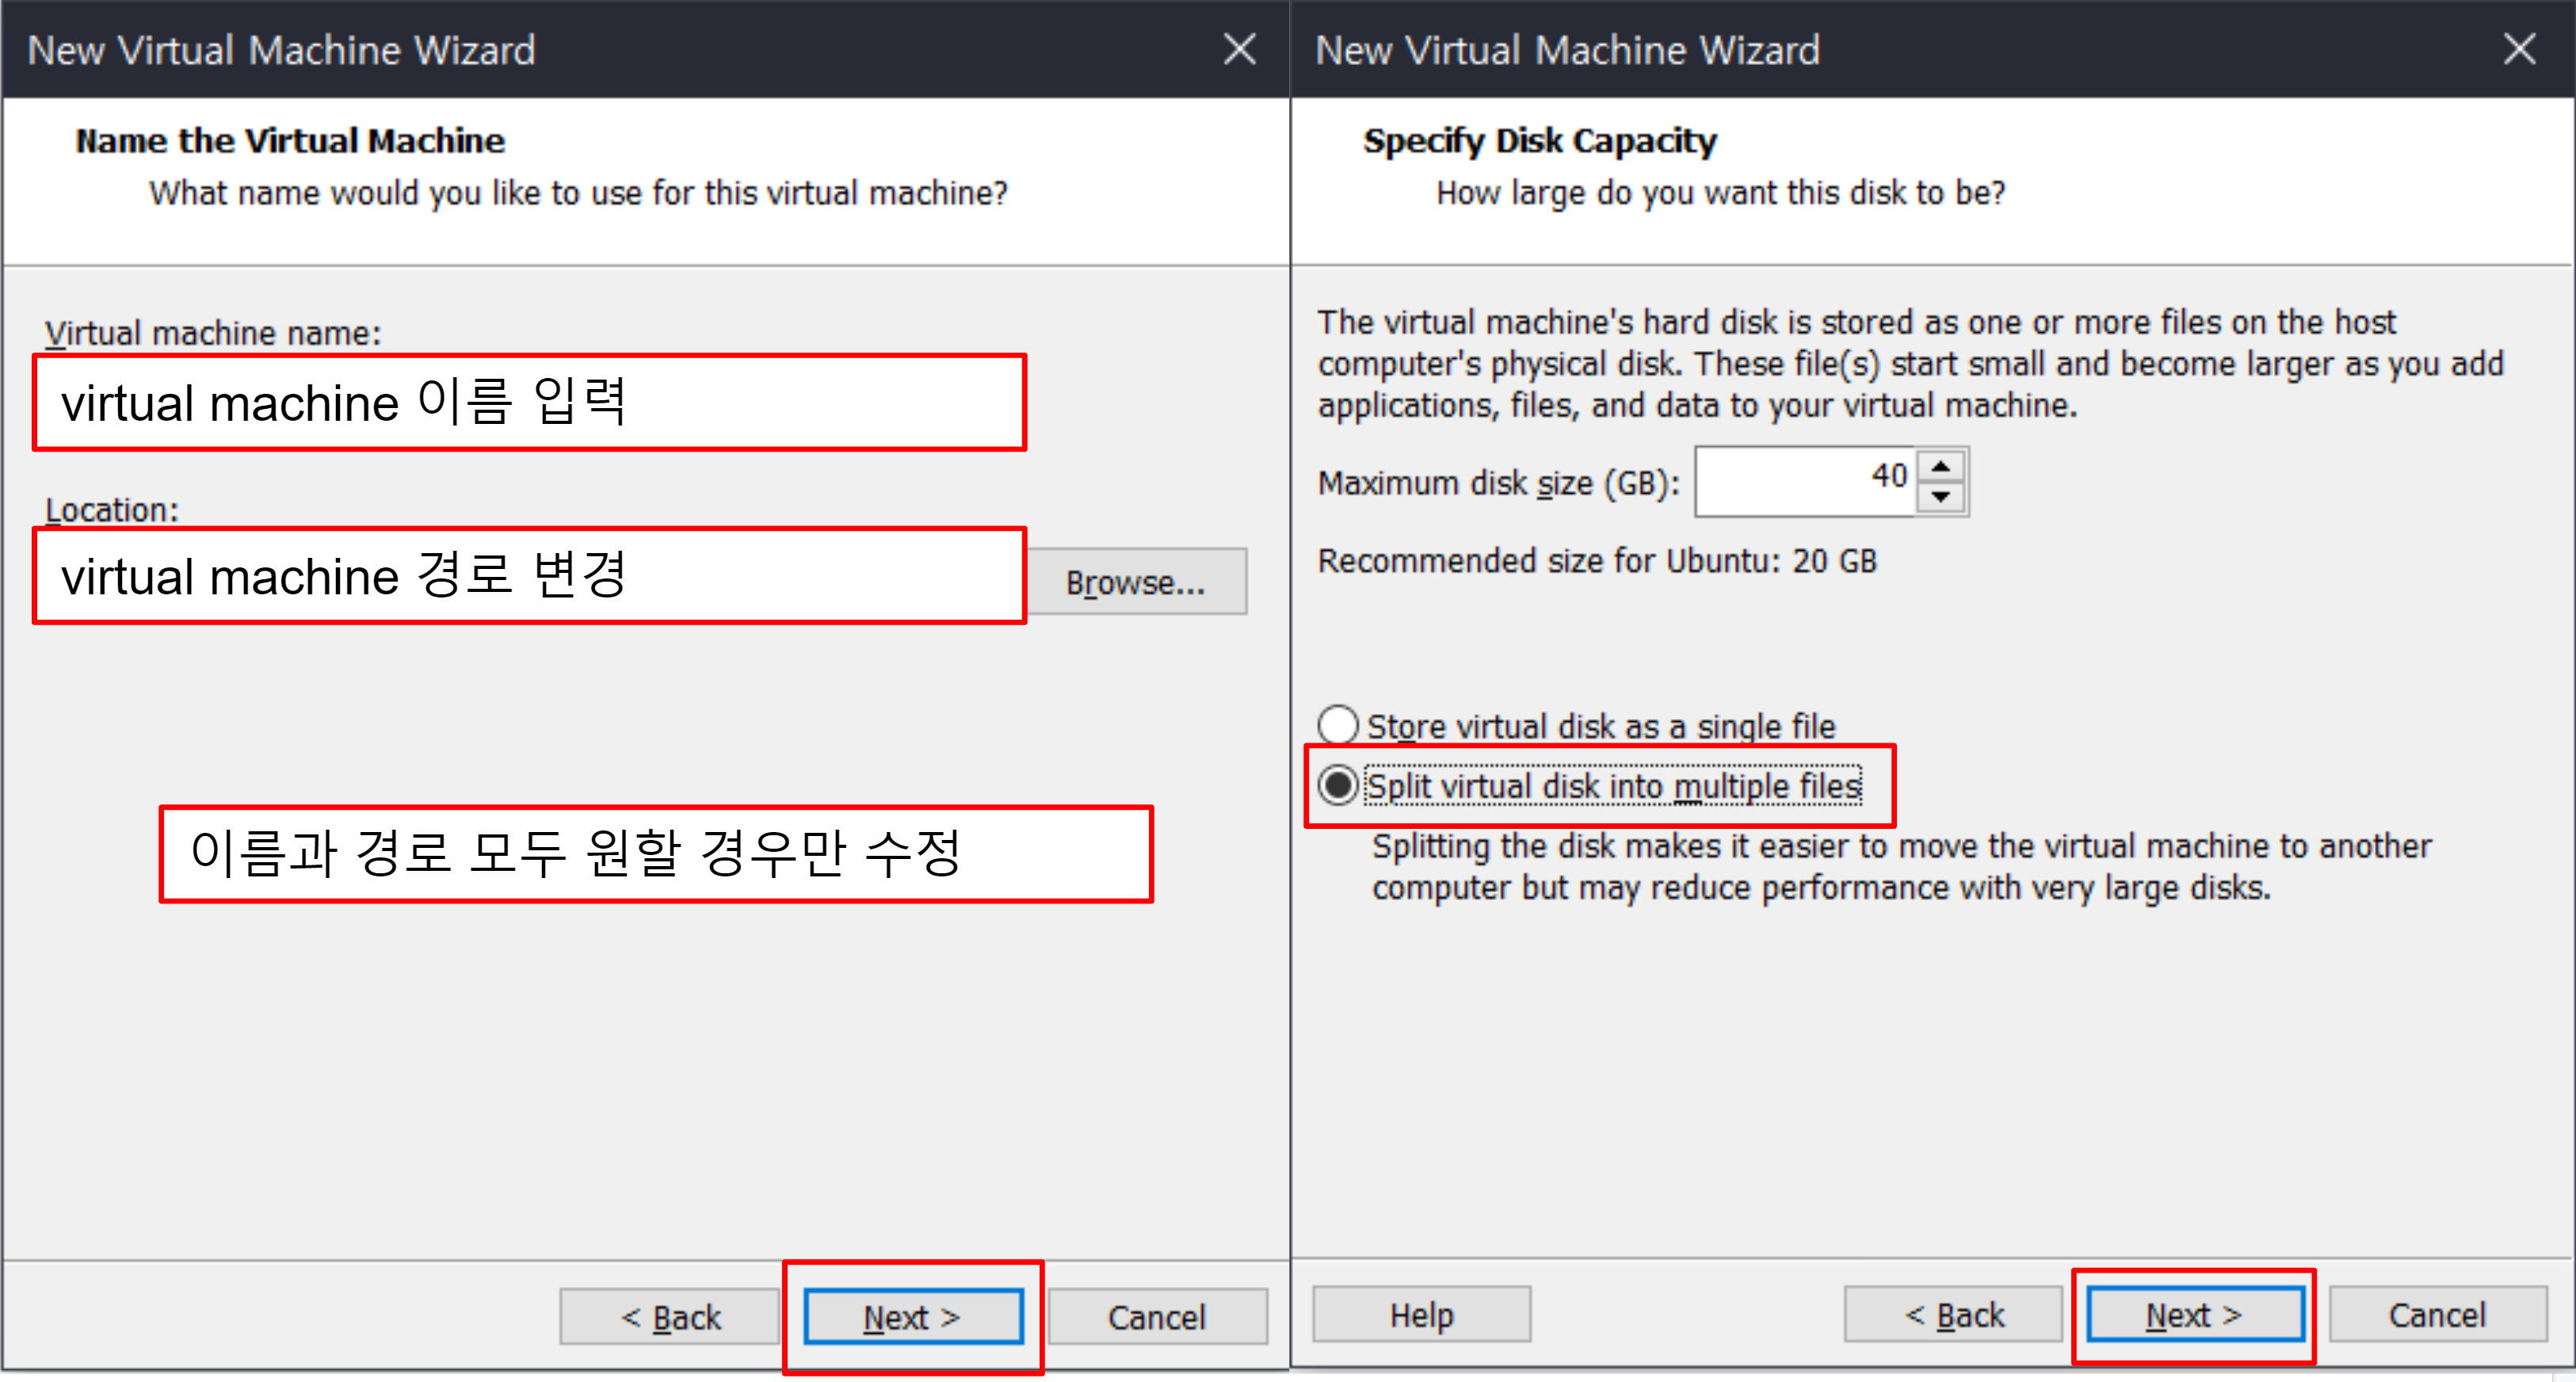 New Virtual Machine Wizard
Name the Virtual Machine
What name would you like to use for this virtual machine?
Virtual machine name:
virtual machine 이름 입력
Location:
virtual machine 경로 변경
Browse...
이름과 경로 모두 원할 경우만 수정
< Back
Next >
Cancel
New Virtual Machine Wizard
Specify Disk Capacity
How large do you want this disk to be?
The virtual machine's hard disk is stored as one or more files on the host
computer's physical disk. These file(s) start small and become larger as you add
applications, files, and data to your virtual machine.
Maximum disk size (GB): 40
Recommended size for Ubuntu: 20 GB
Store virtual disk as a single file
Split virtual disk into multiple files
Splitting the disk makes it easier to move the virtual machine to another
computer but may reduce performance with very large disks.
Help
< Back
Next >
Cancel